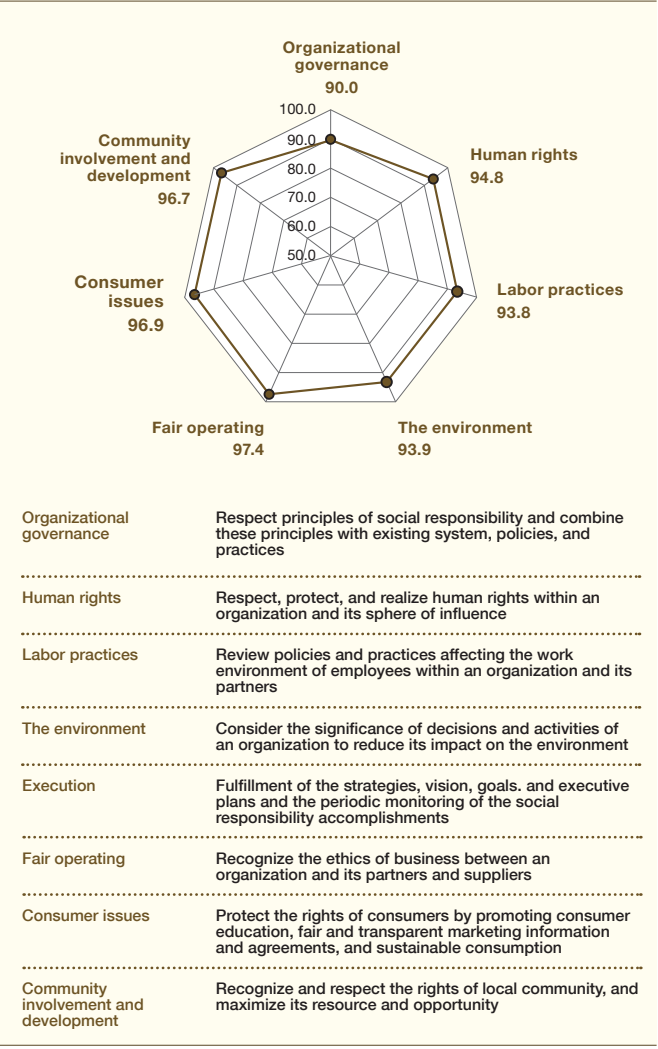 Organizational
governance
90.0
100.0
90.0
80.0
70.0
60.0
50.0
Human rights
94.8
Labor practices
93.8
The environment
93.9
Fair operating
97.4
Consumer
issues
96.9
Community
involvement and
development
96.7
Organizational
governance
Respect principles of social responsibility and combine
these principles with existing system, policies, and
practices
Human rights
Respect, protect, and realize human rights within an
organization and its sphere of influence
Labor practices
Review policies and practices affecting the work
environment of employees within an organization and its
partners
The environment
Consider the significance of decisions and activities of
an organization to reduce its impact on the environment
Execution
Fulfillment of the strategies, vision, goals. and executive
plans and the periodic monitoring of the social
responsibility accomplishments
Fair operating
Recognize the ethics of business between an
organization and its partners and suppliers
Consumer issues
Protect the rights of consumers by promoting consumer
education, fair and transparent marketing information
and agreements, and sustainable consumption
Community
involvement and
development
Recognize and respect the rights of local community, and
maximize its resource and opportunity